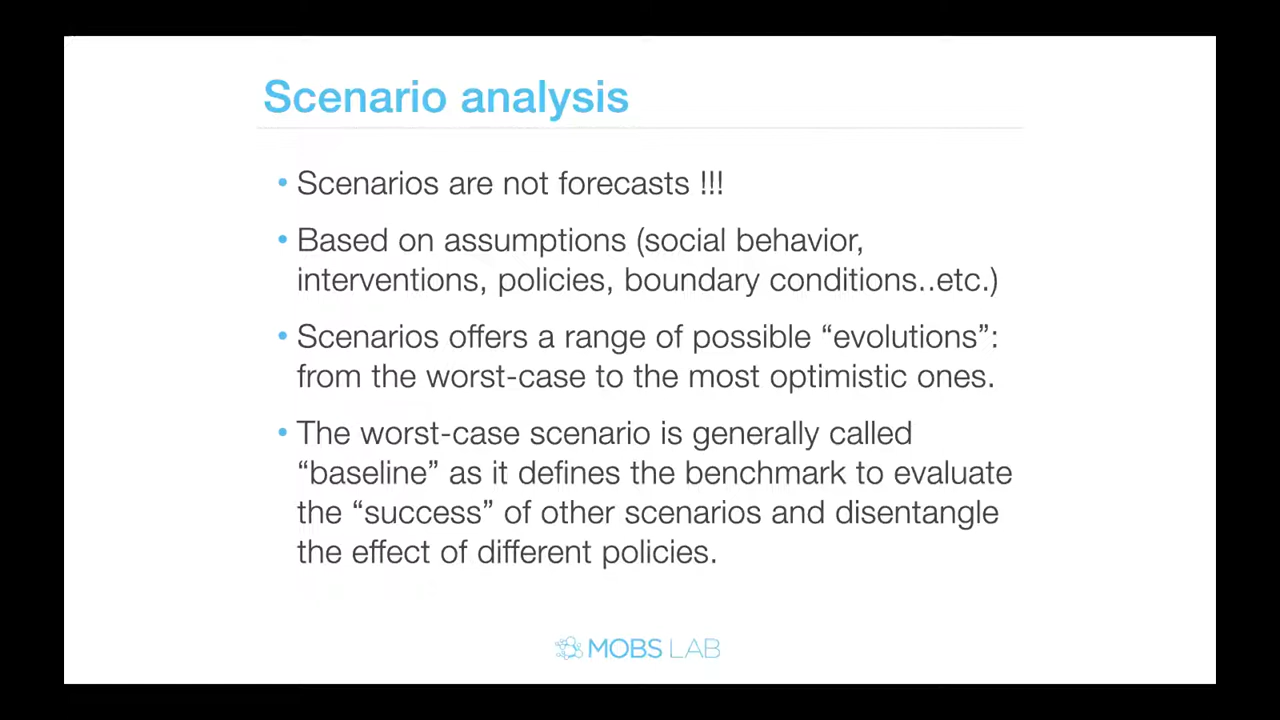 Scenario analysis
• Scenarios are not forecasts !!!
• Based on assumptions (social behavior,
interventions, policies, boundary conditions..etc.)
• Scenarios offers a range of possible “evolutions”:
from the worst-case to the most optimistic ones.
• The worst-case scenario is generally called
“baseline” as it defines the benchmark to evaluate
the “success” of other scenarios and disentangle
the effect of different policies.
MOBS LAB